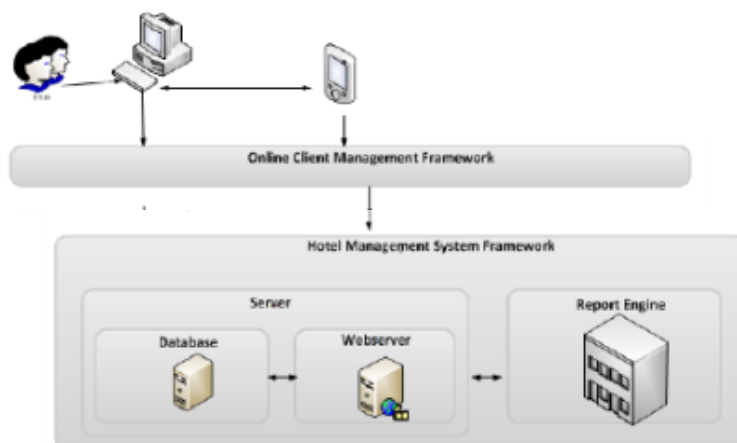 Online Client Management Framework
Hotel Management System Framework
Server
Report Engine
Database
Webserver